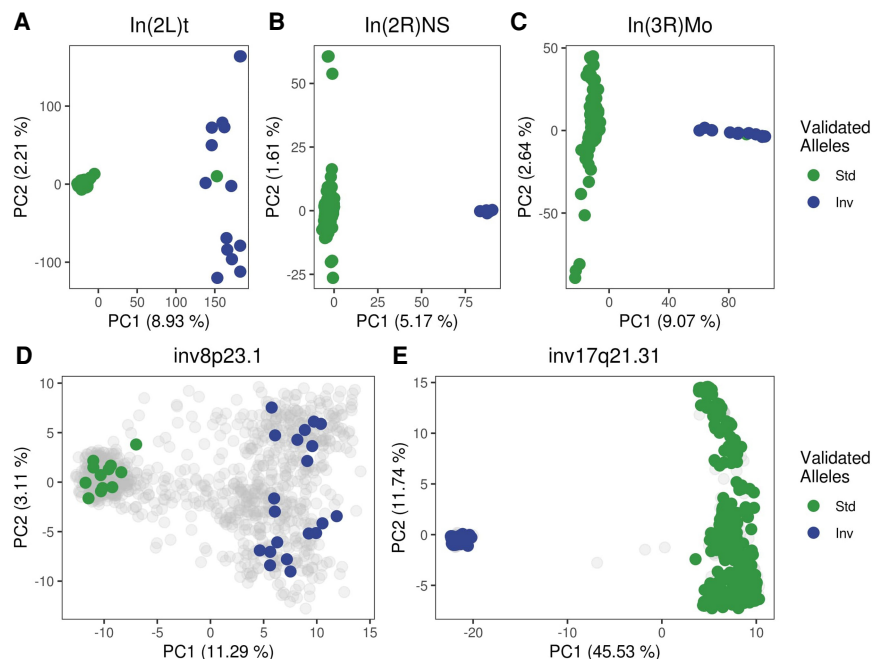 A In(2L)t
B In(2R)NS
C In(3R)Mo
PC2 (2.21 %)
100
0
-100
0 50 100 150
PC1 (8.93 %)
PC2 (1.61 %)
50
25
0
-25
0 25 50 75
PC1 (5.17 %)
PC2 (2.64 %)
50
0
-50
0 40 80
PC1 (9.07 %)
Validated
Alleles
Std
Inv
D inv8p23.1
E inv17q21.31
PC2 (3.11 %)
10
5
0
-5
-10
-10 -5 0 5 10 15
PC1 (11.29 %)
PC2 (11.74 %)
15
10
5
0
-5
-20 -10 0 10
PC1 (45.53 %)
Validated
Alleles
Std
Inv